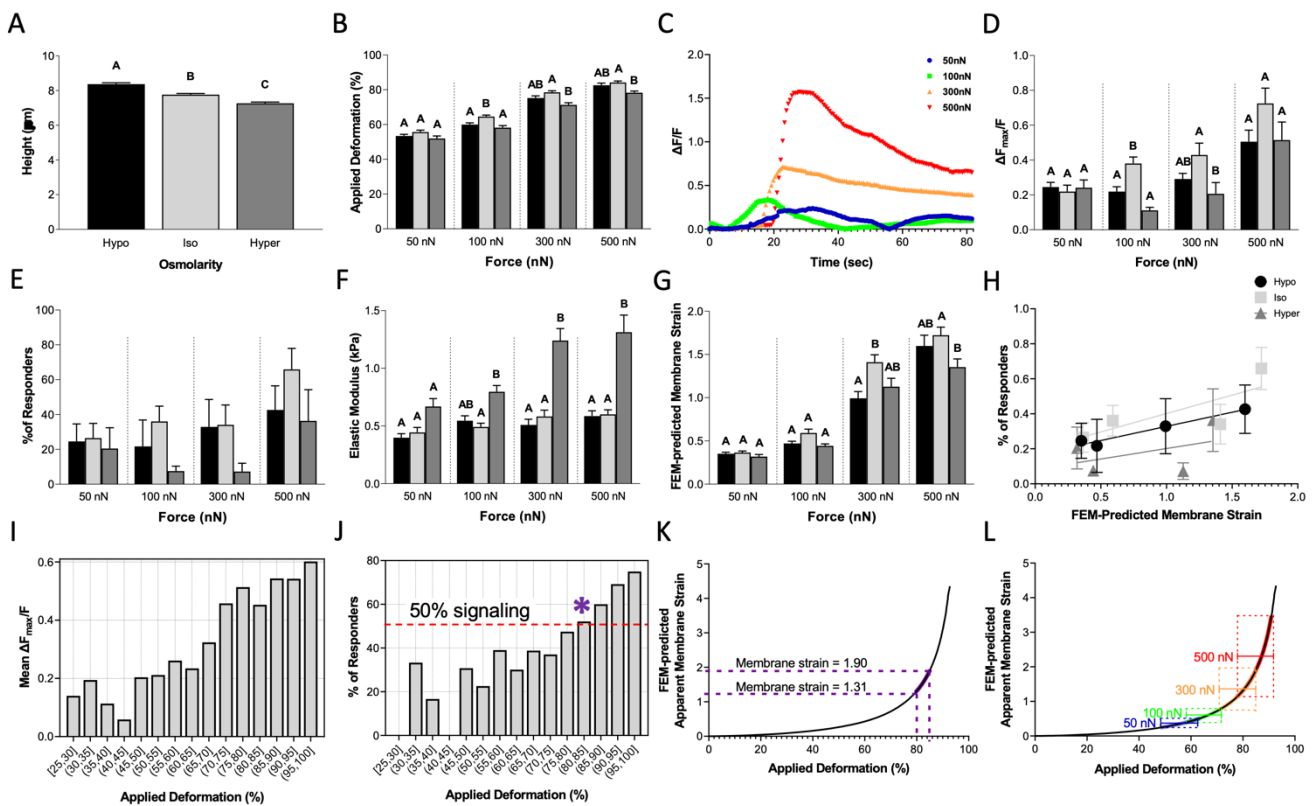 A
Height (μm)
10
8
6
4
2
0
A
B
C
Hypo
Iso
Hyper
Osmolarity
B
Applied Deformation (%)
100
80
60
40
20
0
A A A
A B A
AB A B
AB A B
50 nN
100 nN
300 nN
500 nN
Force (nN)
C
ΔF/F
2.0
1.5
1.0
0.5
0.0
50nN
100nN
300nN
500nN
0 20 40 60 80
Time (sec)
D
ΔFmax/F
1.0
0.8
0.6
0.4
0.2
0.0
A A A
A B A
AB A B
A A A
50 nN
100 nN
300 nN
500 nN
Force (nN)
E
%of Responders
100
80
60
40
20
0
50 nN
100 nN
300 nN
500 nN
Force (nN)
F
Elastic Modulus (kPa)
1.5
1.0
0.5
0.0
A A A
AB A B
A A B
A A B
50 nN
100 nN
300 nN
500 nN
Force (nN)
G
FEM-predicted Membrane Strain
2.0
1.5
1.0
0.5
0.0
A A A
A A A
A B AB
AB A B
50 nN
100 nN
300 nN
500 nN
Force (nN)
H
Hypo
Iso
Hyper
% of Responders
1.0
0.8
0.6
0.4
0.2
0.0
0.0 0.5 1.0 1.5 2.0
FEM-Predicted Membrane Strain
I
Mean ΔFmax/F
0.6
0.4
0.2
0.0
[25,30]
(30,35]
(35,40]
(40,45]
(45,50]
(50,55]
(55,60]
(60,65]
(65,70]
(70,75]
(75,80]
(80,85]
(85,90]
(90,95]
(95,100]
Applied Deformation (%)
J
% of Responders
80
60
40
20
0
50% signaling
*
[25,30]
(30,35]
(35,40]
(40,45]
(45,50]
(50,55]
(55,60]
(60,65]
(65,70]
(70,75]
(75,80]
(80,85]
(85,90]
(90,95]
(95,100]
Applied Deformation (%)
K
FEM-predicted
Apparent Membrane Strain
5
4
3
2
1
0
Membrane strain = 1.90
Membrane strain = 1.31
0 20 40 60 80 100
Applied Deformation (%)
L
FEM-predicted
Apparent Membrane Strain
5
4
3
2
1
0
500 nN
300 nN
100 nN
50 nN
0 20 40 60 80 100
Applied Deformation (%)